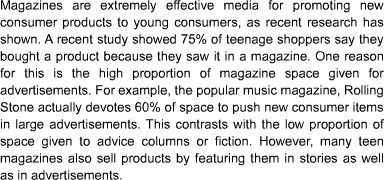 Magazines are extremely effective media for promoting new
consumer products to young consumers, as recent research has
shown. A recent study showed 75% of teenage shoppers say they
bought a product because they saw it in a magazine. One reason
for this is the high proportion of magazine space given for
advertisements. For example, the popular music magazine, Rolling
Stone actually devotes 60% of space to push new consumer items
in large advertisements. This contrasts with the low proportion of
space given to advice columns or fiction. However, many teen
magazines also sell products by featuring them in stories as well
as in advertisements.